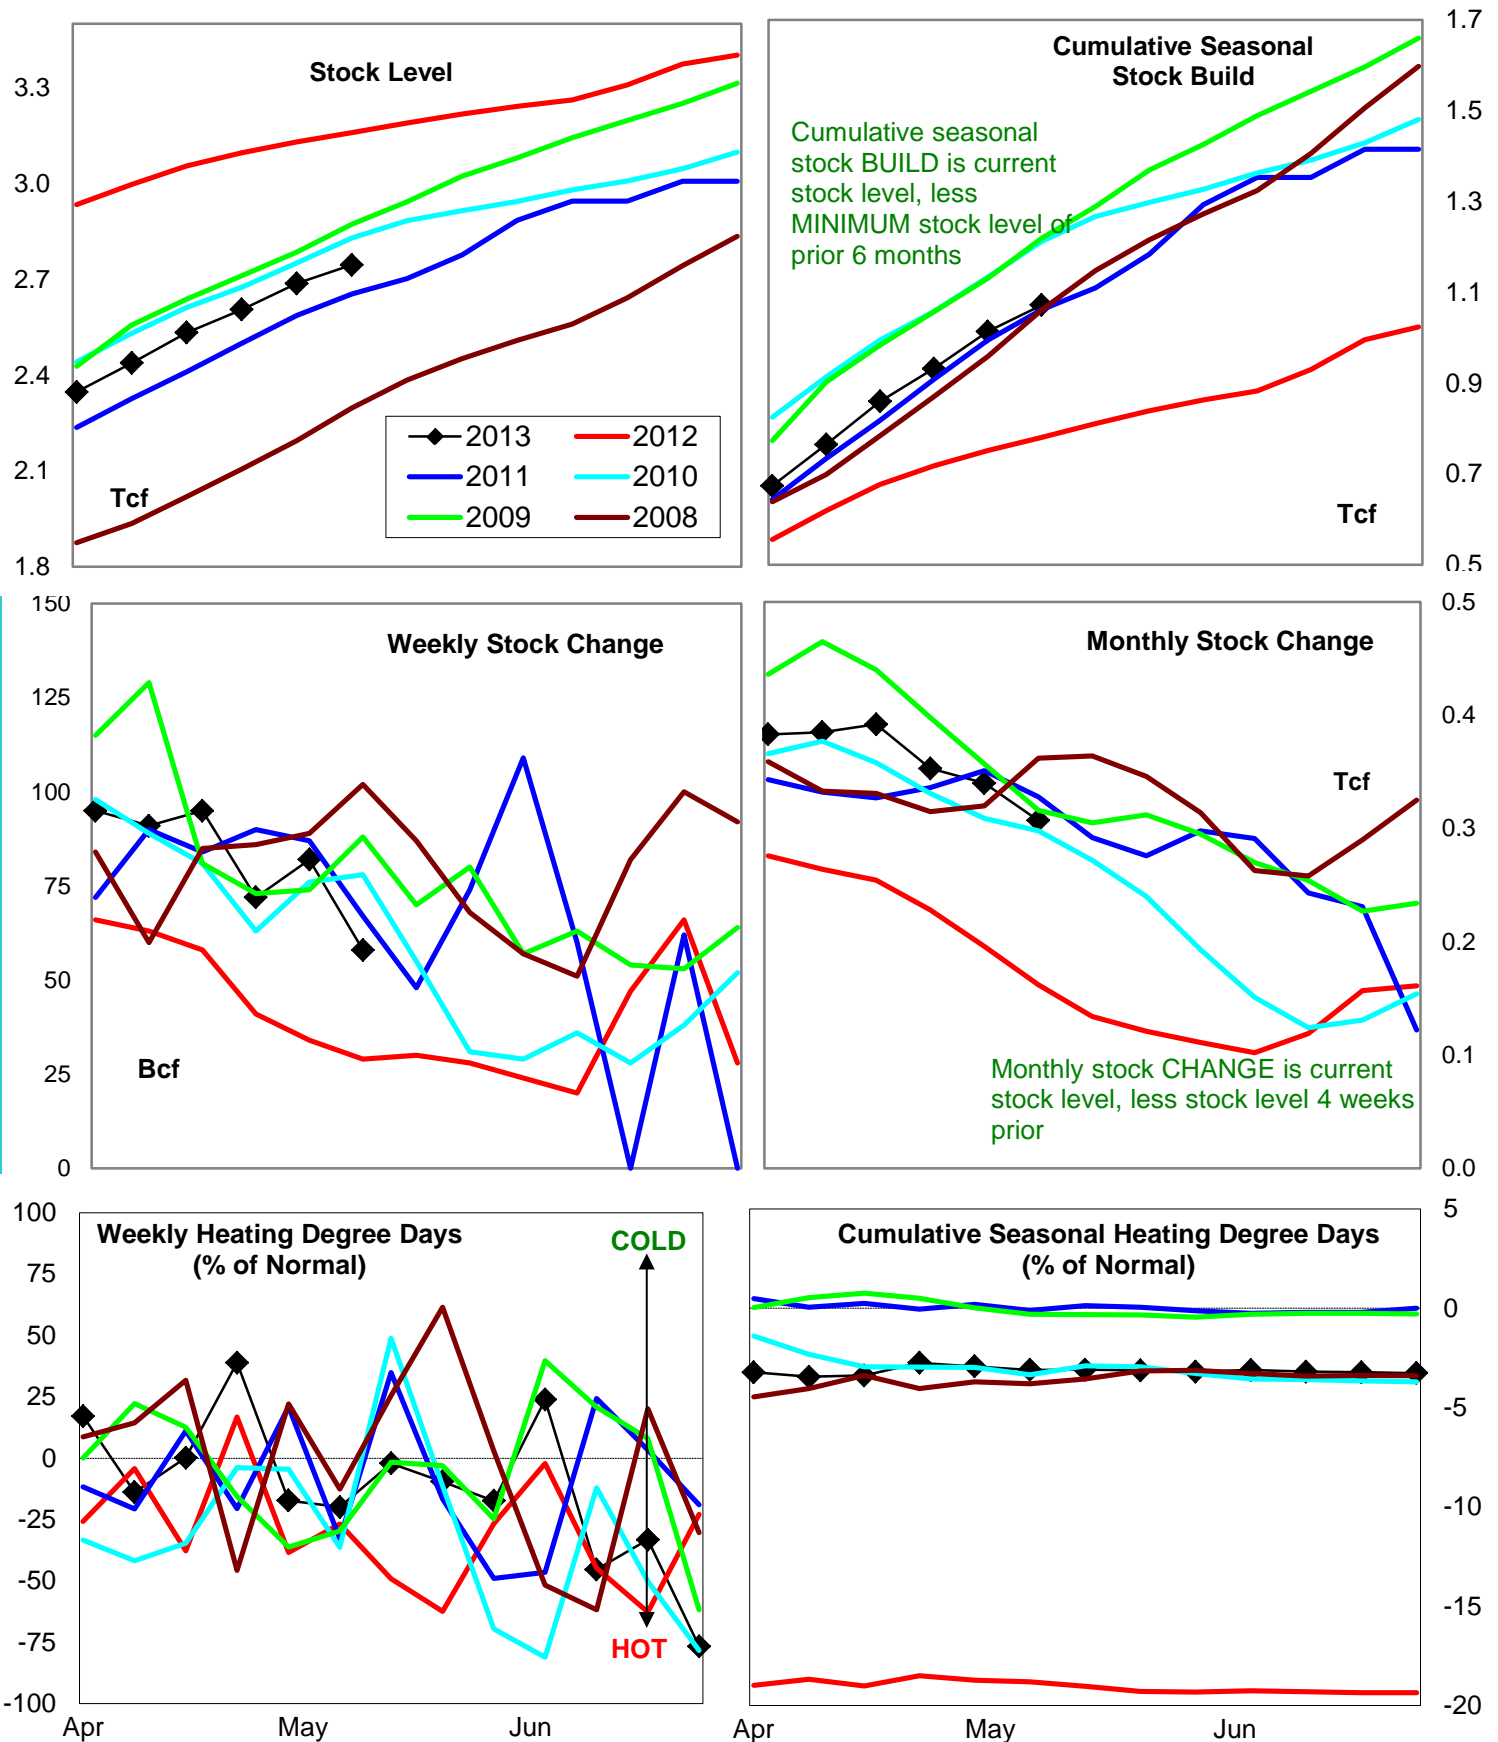 Stock Level
3.3
3.0
2.7
2.4
2.1
1.8
Tcf
2013
2012
2011
2010
2009
2008
Cumulative Seasonal
Stock Build
Cumulative seasonal
stock BUILD is current
stock level, less
MINIMUM stock level of
prior 6 months
Tcf
1.7
1.5
1.3
1.1
0.9
0.7
0.5
Weekly Stock Change
150
125
100
75
50
25
0
Bcf
Monthly Stock Change
Tcf
Monthly stock CHANGE is current
stock level, less stock level 4 weeks
prior
0.5
0.4
0.3
0.2
0.1
0.0
Weekly Heating Degree Days
(% of Normal)
COLD
HOT
100
75
50
25
0
-25
-50
-75
-100
Apr
May
Jun
Cumulative Seasonal Heating Degree Days
(% of Normal)
5
0
-5
-10
-15
-20
Apr
May
Jun